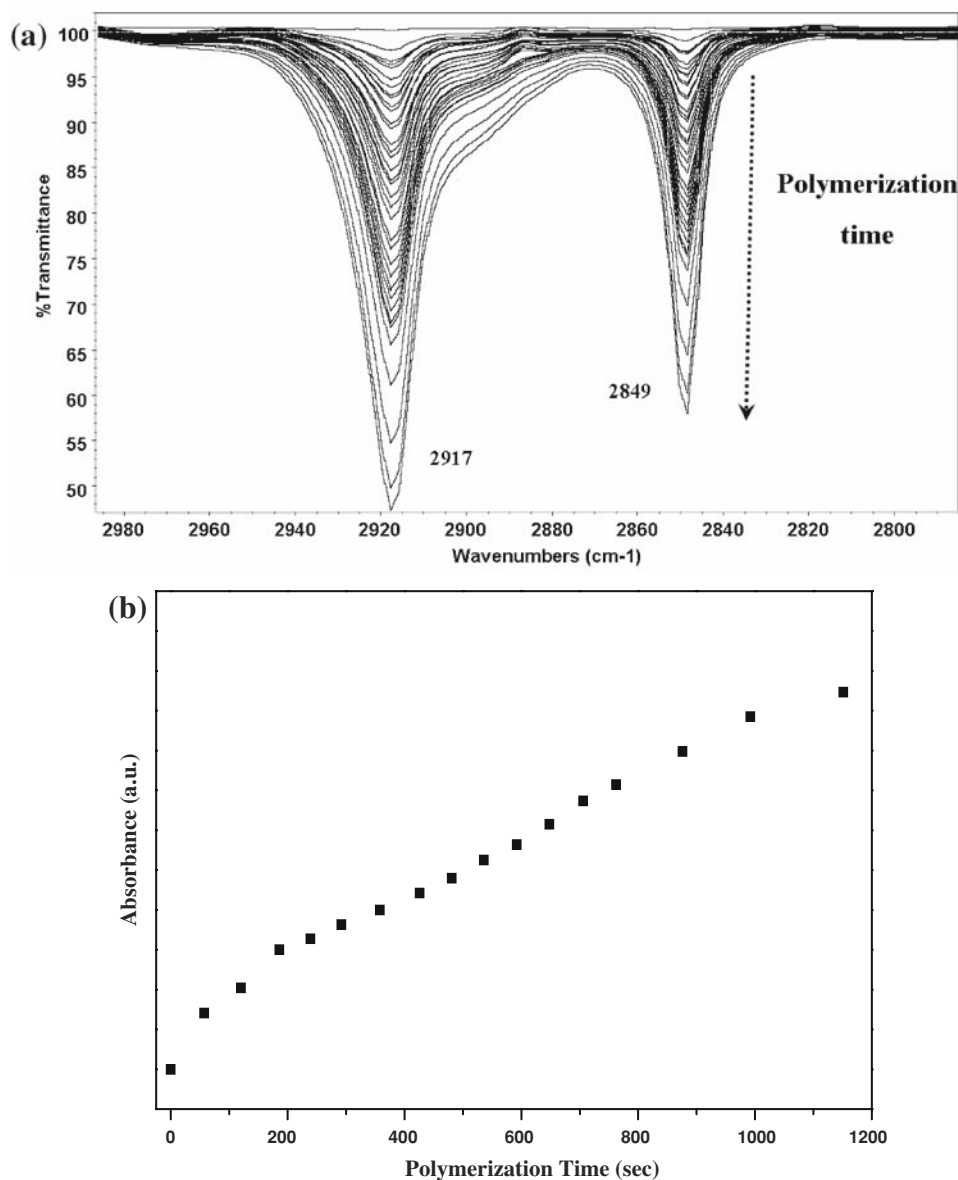 (a)
100
95
90
85
80
75
70
65
60
55
50
%Transmittance
Polymerization
time
2849
2917
2980 2960 2940 2920 2900 2880 2860 2840 2820 2800
Wavenumbers (cm-1)
(b)
Absorbance (a.u.)
0 200 400 600 800 1000 1200
Polymerization Time (sec)